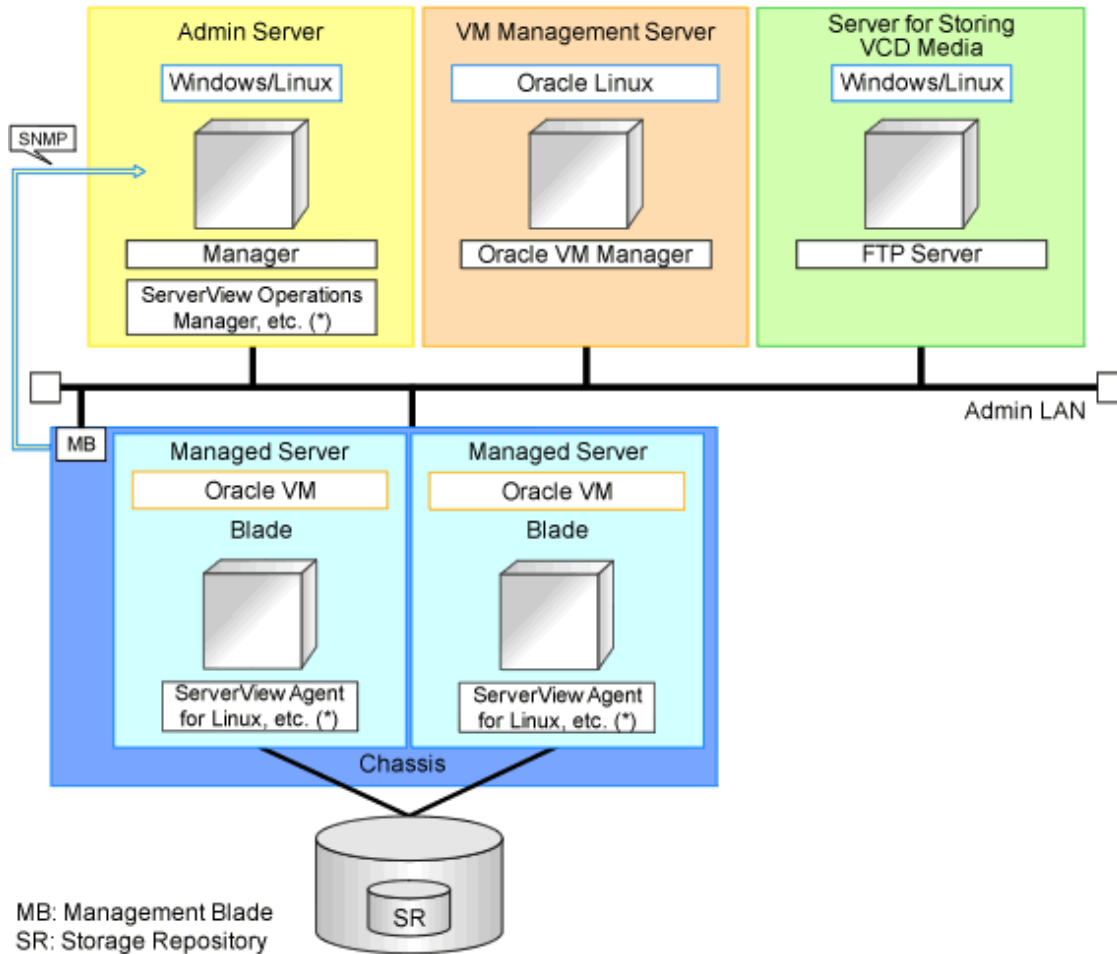 Admin Server
Windows/Linux
Manager
ServerView Operations
Manager, etc. (*)
VM Management Server
Oracle Linux
Oracle VM Manager
Server for Storing
VCD Media
Windows/Linux
FTP Server
SNMP
Admin LAN
MB
Managed Server
Oracle VM
Blade
ServerView Agent
for Linux, etc. (*)
Managed Server
Oracle VM
Blade
ServerView Agent
for Linux, etc. (*)
Chassis
SR
MB: Management Blade
SR: Storage Repository